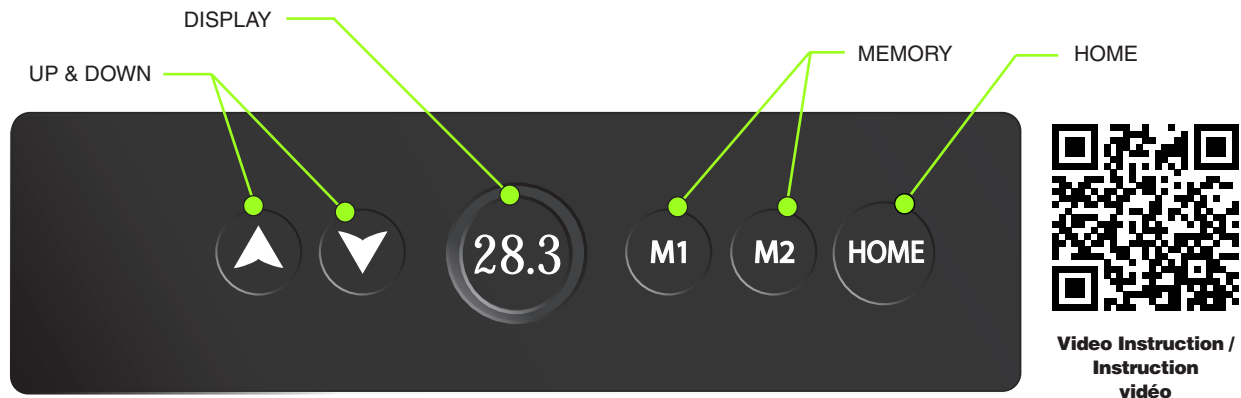 DISPLAY
UP & DOWN
MEMORY
HOME
28.3
M1
M2
HOME
Video Instruction /
Instruction
vidéo